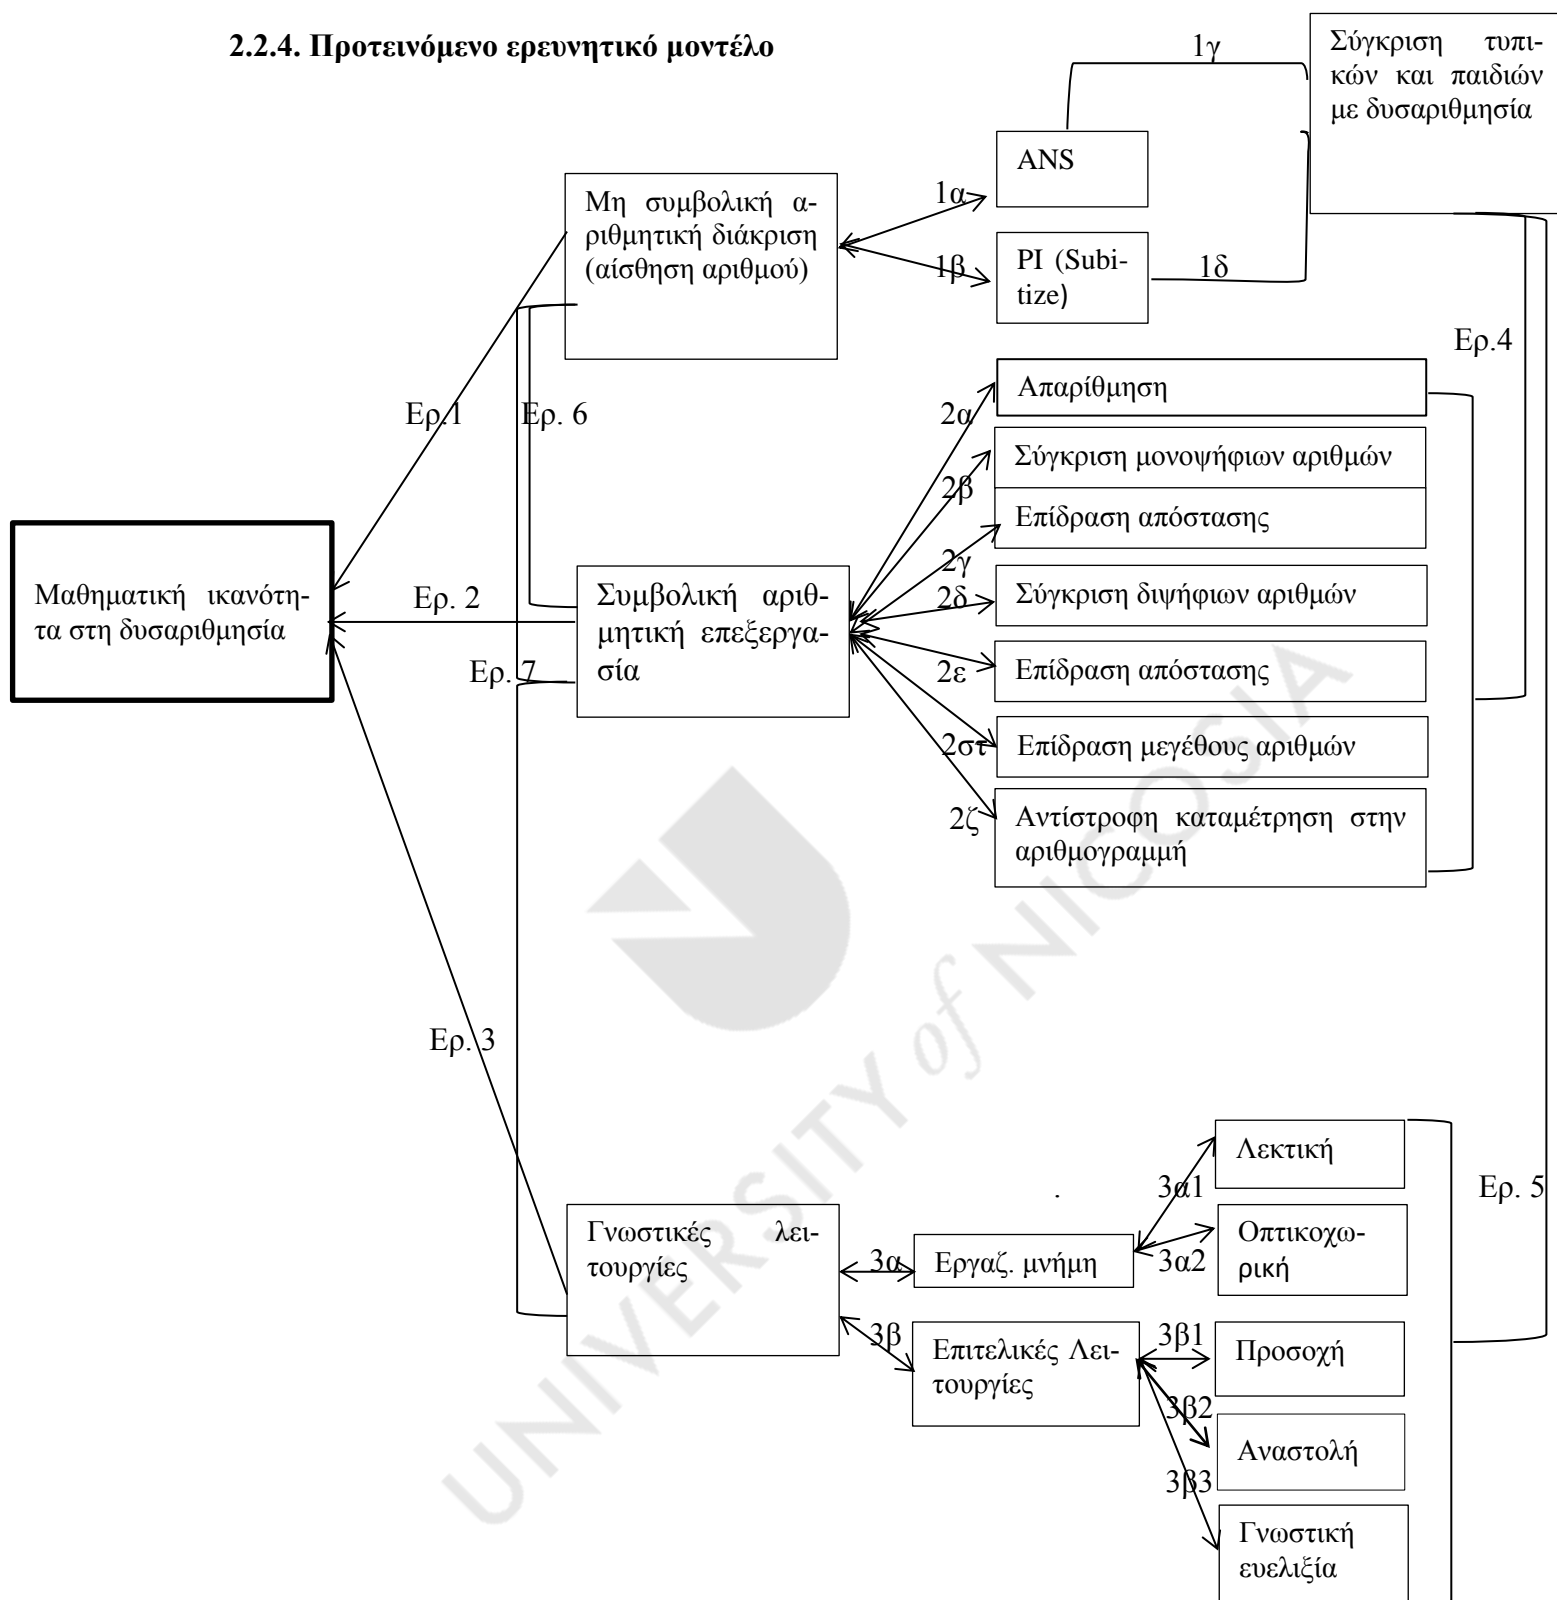 2.2.4. Προτεινόμενο ερευνητικό μοντέλο
1γ
Σύγκριση τυπι-
κών και παιδιών
με δυσαριθμησία
ANS
Μη συμβολική α-
ριθμητική διάκριση
(αίσθηση αριθμού)
1α
1β
PI (Subi-
tize)
1δ
Ερ.4
Ερ.1
Ερ. 6
2α
Απαρίθμηση
2β
Σύγκριση μονοψήφιων αριθμών
2γ
Επίδραση απόστασης
Μαθηματική ικανότη-
τα στη δυσαριθμησία
Ερ. 2
Συμβολική αριθ-
μητική επεξεργα-
σία
2δ
Σύγκριση διψήφιων αριθμών
Ερ. 7
2ε
Επίδραση απόστασης
2στ
Επίδραση μεγέθους αριθμών
2ζ
Αντίστροφη καταμέτρηση στην
αριθμογραμμή
Ερ. 3
Λεκτική
.
3α1
Ερ. 5
Γνωστικές λει-
τουργίες
3α
Εργαζ. μνήμη
3α2
Οπτικοχω-
ρική
3β
Επιτελικές Λει-
τουργίες
3β1
Προσοχή
3β2
Αναστολή
3β3
Γνωστική
ευελιξία
UNIVERSITY of NICOSIA